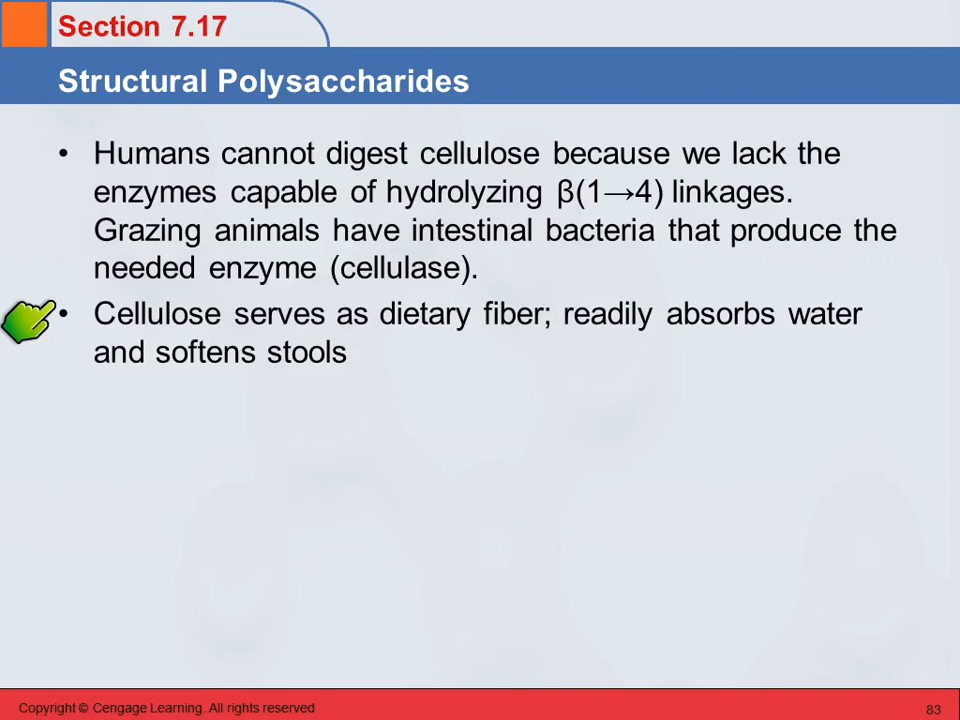 Section 7.17
Structural Polysaccharides
• Humans cannot digest cellulose because we lack the
enzymes capable of hydrolyzing β(1→4) linkages.
Grazing animals have intestinal bacteria that produce the
needed enzyme (cellulase).
• Cellulose serves as dietary fiber; readily absorbs water
and softens stools
Copyright © Cengage Learning. All rights reserved
83